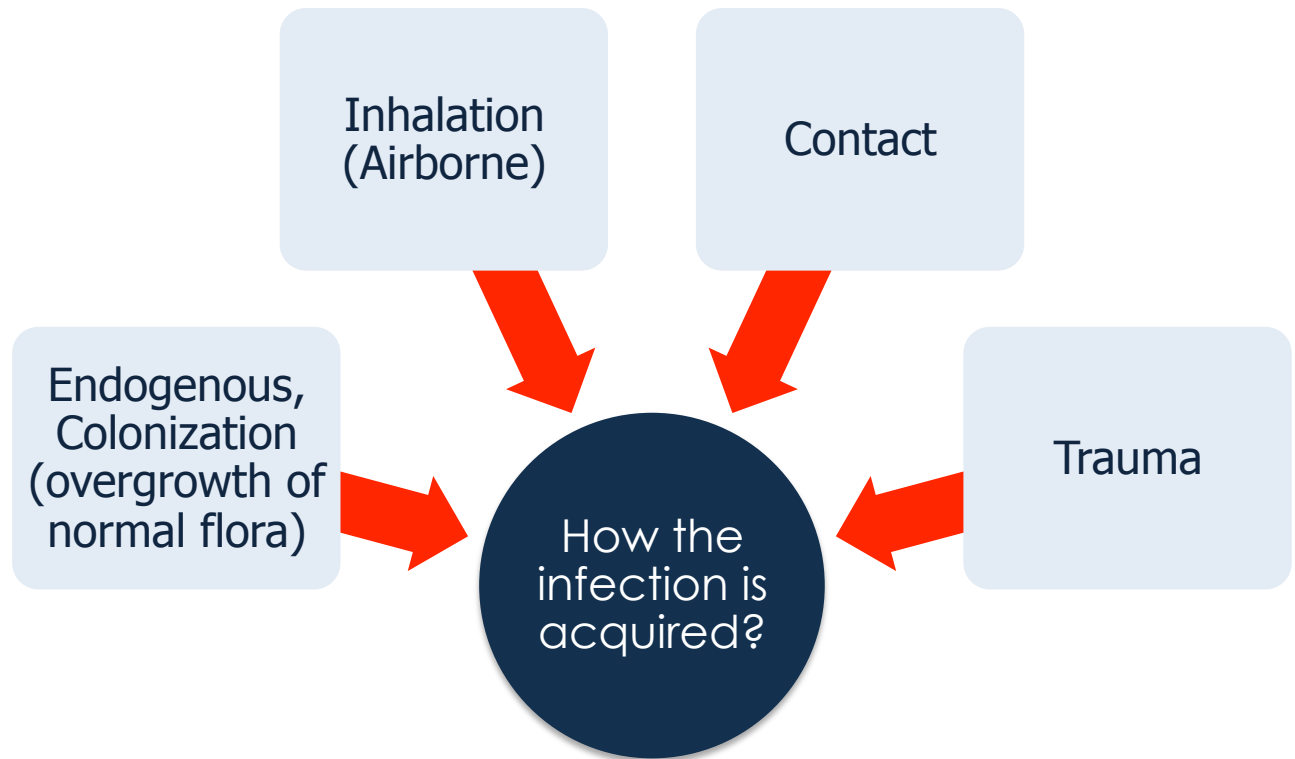 Inhalation
(Airborne)
Contact
Endogenous,
Colonization
(overgrowth of
normal flora)
Trauma
How the
infection is
acquired?